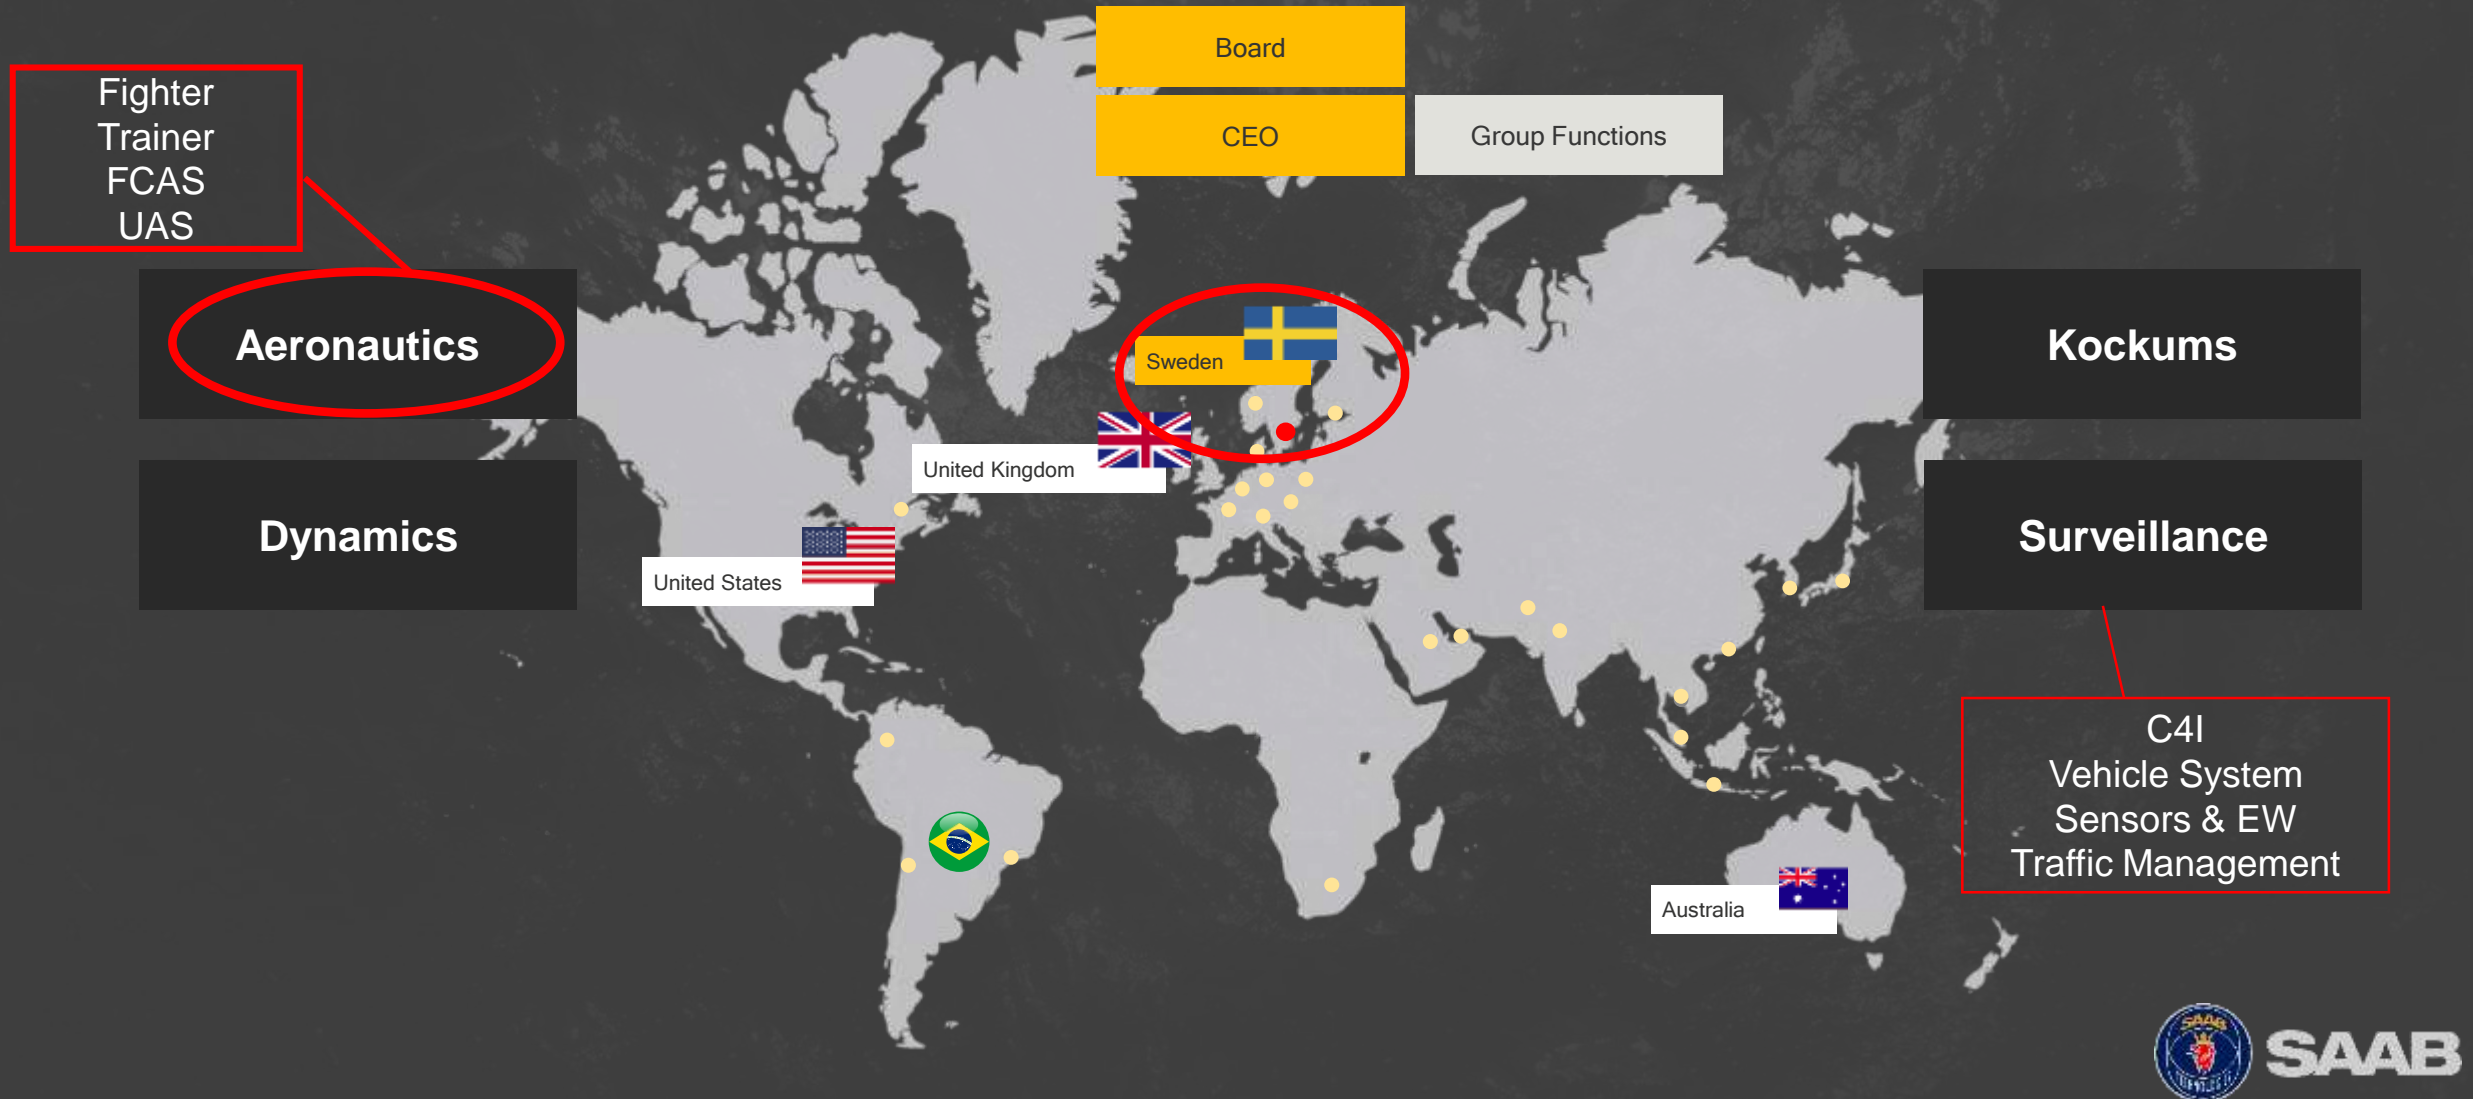 Board
CEO
Group Functions
Fighter
Trainer
FCAS
UAS
Aeronautics
Dynamics
Sweden
United Kingdom
United States
Australia
Kockums
Surveillance
C4I
Vehicle System
Sensors & EW
Traffic Management
SAAB
SAAB